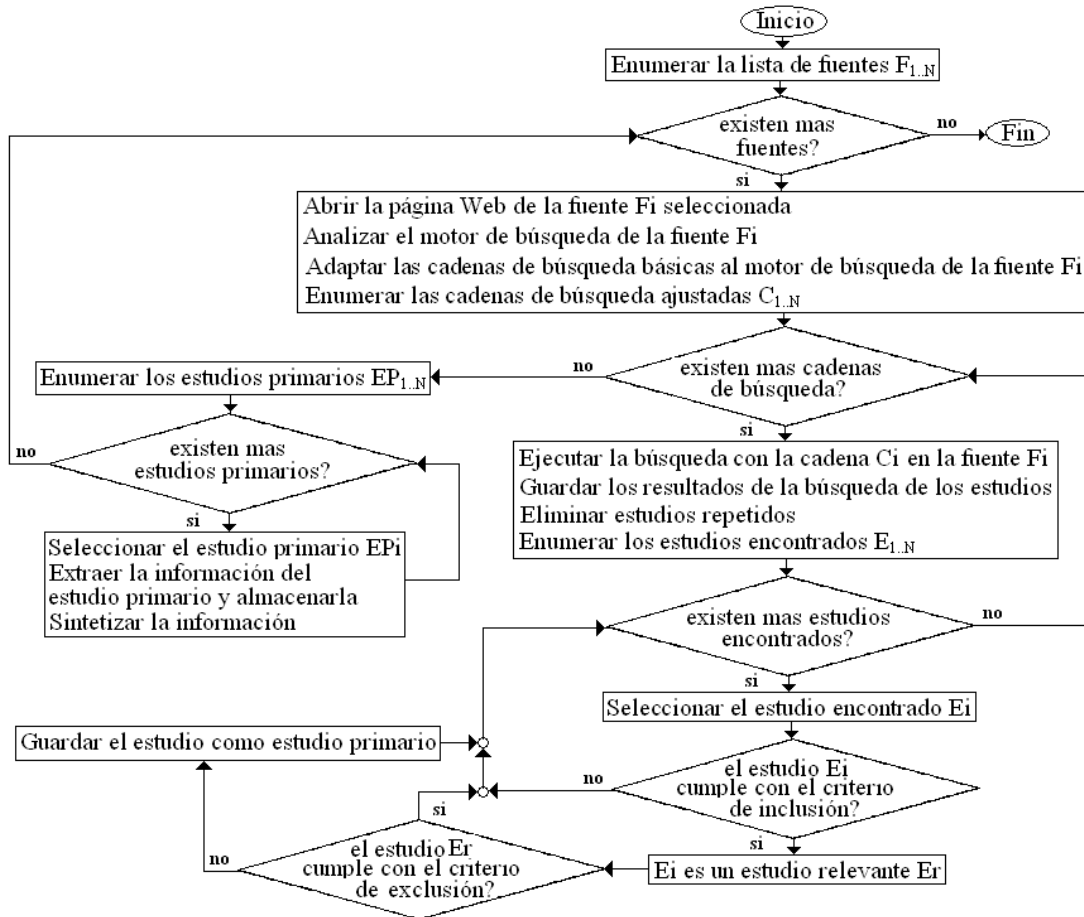 Inicio
Enumerar la lista de fuentes F1..N
existen mas
fuentes?
no
Fin
si
Abrir la página Web de la fuente Fi seleccionada
Analizar el motor de búsqueda de la fuente Fi
Adaptar las cadenas de búsqueda básicas al motor de búsqueda de la fuente Fi
Enumerar las cadenas de búsqueda ajustadas C1..N
existen mas cadenas
de búsqueda?
no
Enumerar los estudios primarios EP1..N
existen mas
estudios primarios?
no
si
Seleccionar el estudio primario EPi
Extraer la información del
estudio primario y almacenarla
Sintetizar la información
si
Ejecutar la búsqueda con la cadena Ci en la fuente Fi
Guardar los resultados de la búsqueda de los estudios
Eliminar estudios repetidos
Enumerar los estudios encontrados E1..N
existen mas estudios
encontrados?
no
si
Seleccionar el estudio encontrado Ei
el estudio Ei
cumple con el criterio
de inclusión?
no
si
Ei es un estudio relevante Er
el estudio Er
cumple con el criterio
de exclusión?
si
no
Guardar el estudio como estudio primario